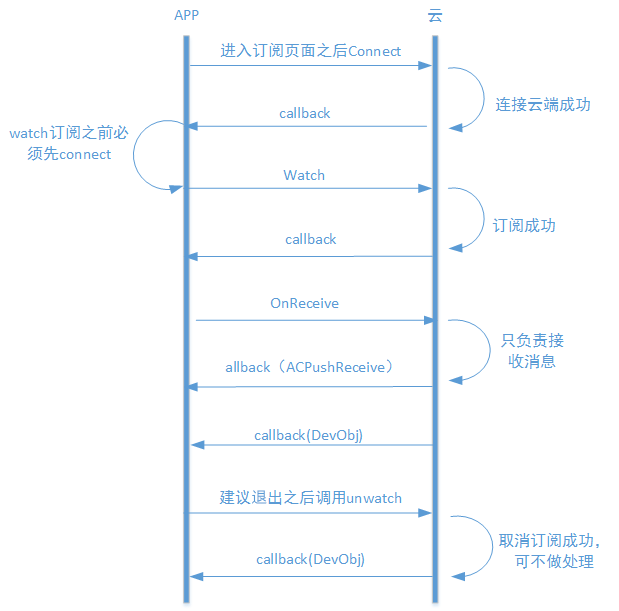 APP
云
进入订阅页面之后Connect
连接云端成功
callback
watch订阅之前必
须先connect
Watch
订阅成功
callback
OnReceive
只负责接
收消息
allback（ACPushReceive）
callback(DevObj)
建议退出之后调用unwatch
取消订阅成功，
可不做处理
callback(DevObj)